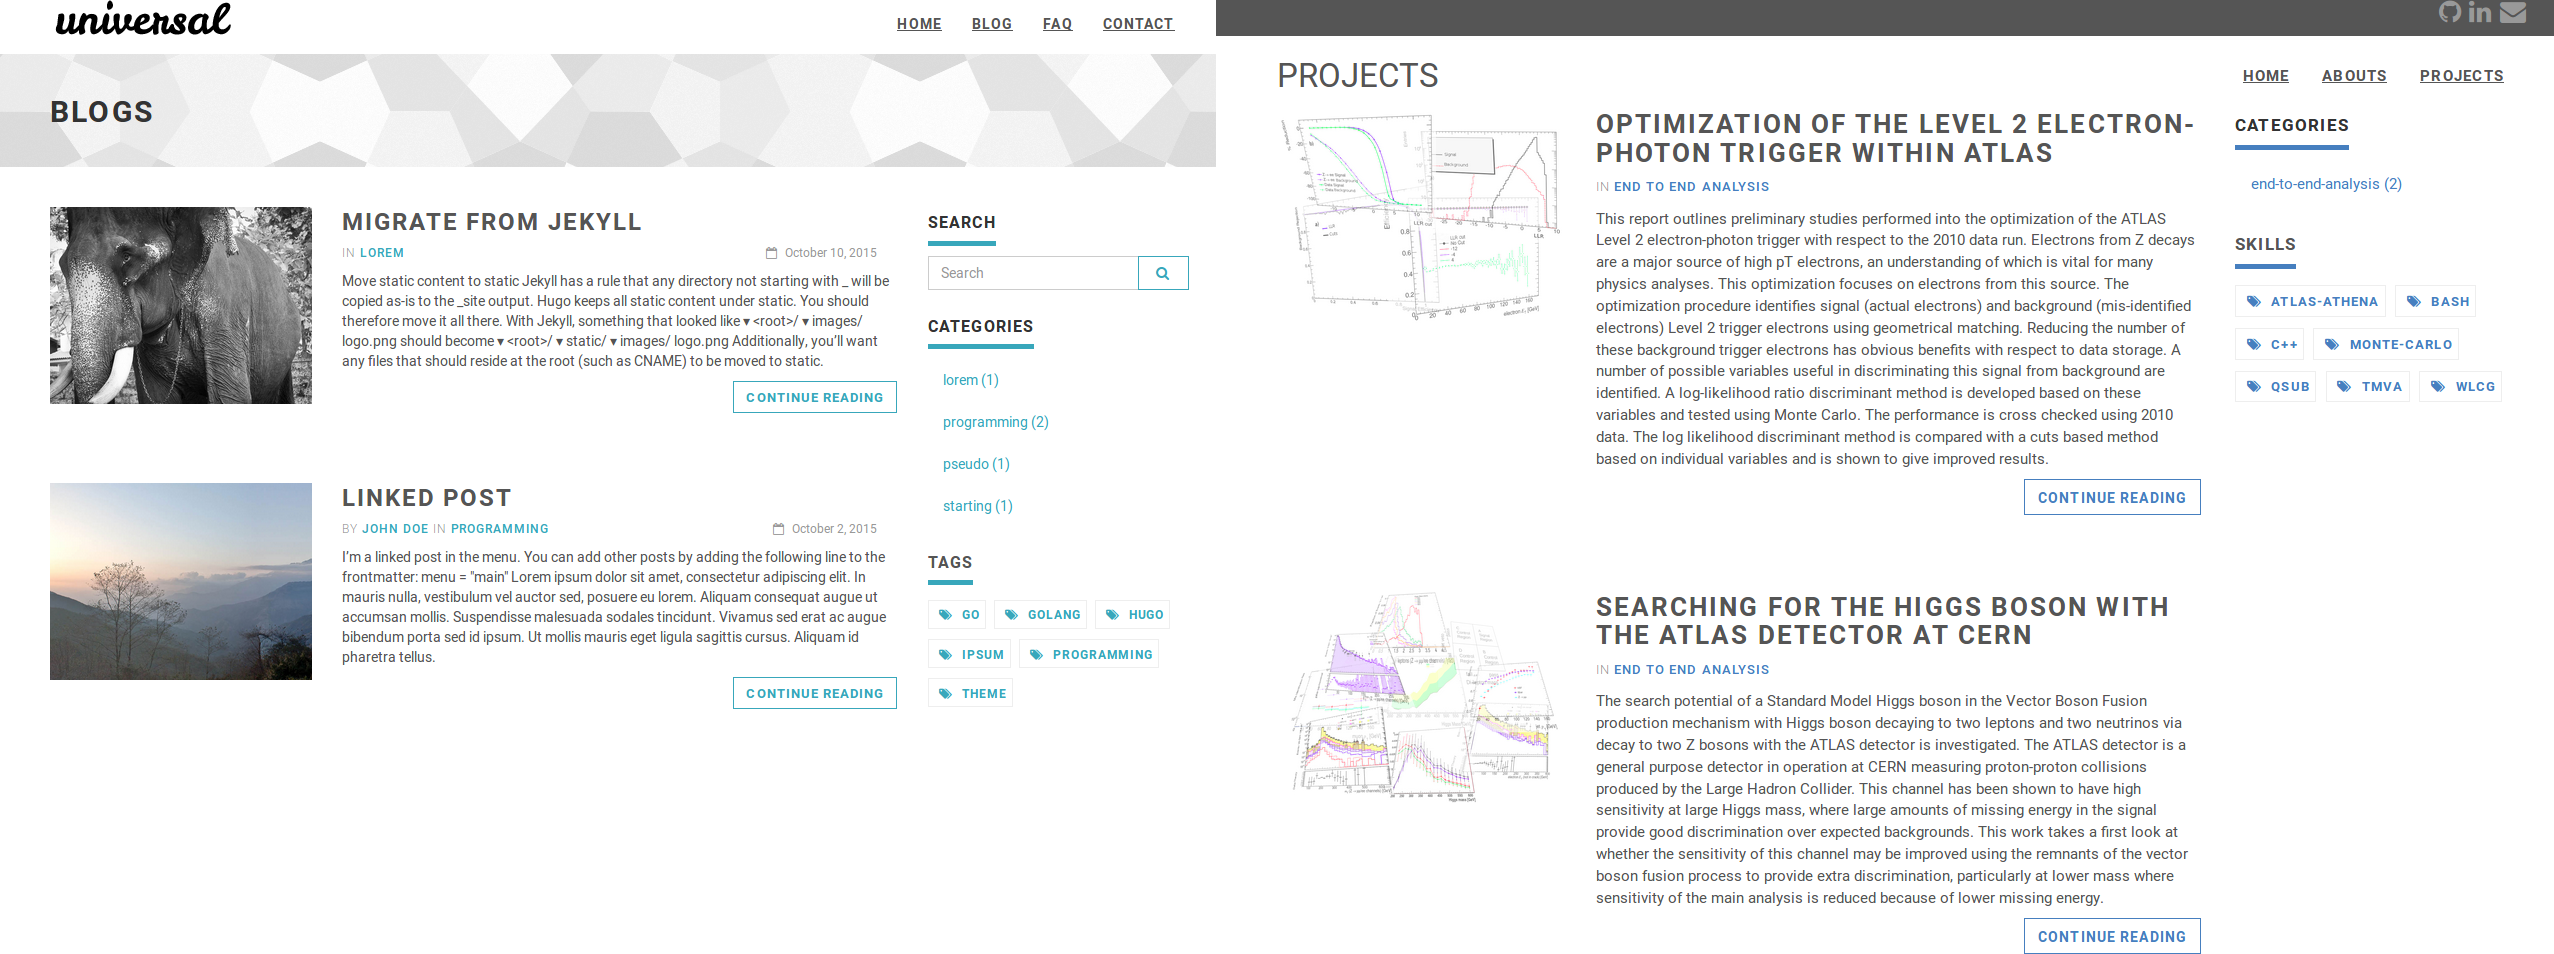 universal
HOME BLOG FAQ CONTACT
BLOGS
MIGRATE FROM JEKYLL
IN LOREM
October 10, 2015
Move static content to static Jekyll has a rule that any directory not starting with _ will be
copied as-is to the _site output. Hugo keeps all static content under static. You should
therefore move it all there. With Jekyll, something that looked like ▾ <root>/ ▾ images/
logo.png should become ▾ <root>/ ▾ static/ ▾ images/ logo.png Additionally, you’ll want
any files that should reside at the root (such as CNAME) to be moved to static.
CONTINUE READING
LINKED POST
BY JOHN DOE IN PROGRAMMING
October 2, 2015
I’m a linked post in the menu. You can add other posts by adding the following line to the
frontmatter: menu = "main" Lorem ipsum dolor sit amet, consectetur adipiscing elit. In
mauris nulla, vestibulum vel auctor sed, posuere eu lorem. Aliquam consequat augue ut
accumsan mollis. Suspendisse malesuada sodales tincidunt. Vivamus sed erat ac augue
bibendum porta sed id ipsum. Ut mollis mauris eget ligula sagittis cursus. Aliquam id
pharetra tellus.
CONTINUE READING
SEARCH
Search
CATEGORIES
lorem (1)
programming (2)
pseudo (1)
starting (1)
TAGS
GO GOLANG HUGO
IPSUM PROGRAMMING
THEME
PROJECTS
HOME ABOUTS PROJECTS
OPTIMIZATION OF THE LEVEL 2 ELECTRON-
PHOTON TRIGGER WITHIN ATLAS
IN END TO END ANALYSIS
This report outlines preliminary studies performed into the optimization of the ATLAS
Level 2 electron-photon trigger with respect to the 2010 data run. Electrons from Z decays
are a major source of high pT electrons, an understanding of which is vital for many
physics analyses. This optimization focuses on electrons from this source. The
optimization procedure identifies signal (actual electrons) and background (mis-identified
electrons) Level 2 trigger electrons using geometrical matching. Reducing the number of
these background trigger electrons has obvious benefits with respect to data storage. A
number of possible variables useful in discriminating this signal from background are
identified. A log-likelihood ratio discriminant method is developed based on these
variables and tested using Monte Carlo. The performance is cross checked using 2010
data. The log likelihood discriminant method is compared with a cuts based method
based on individual variables and is shown to give improved results.
CONTINUE READING
SEARCHING FOR THE HIGGS BOSON WITH
THE ATLAS DETECTOR AT CERN
IN END TO END ANALYSIS
The search potential of a Standard Model Higgs boson in the Vector Boson Fusion
production mechanism with Higgs boson decaying to two leptons and two neutrinos via
decay to two Z bosons with the ATLAS detector is investigated. The ATLAS detector is a
general purpose detector in operation at CERN measuring proton-proton collisions
produced by the Large Hadron Collider. This channel has been shown to have high
sensitivity at large Higgs mass, where large amounts of missing energy in the signal
provide good discrimination over expected backgrounds. This work takes a first look at
whether the sensitivity of this channel may be improved using the remnants of the vector
boson fusion process to provide extra discrimination, particularly at lower mass where
sensitivity of the main analysis is reduced because of lower missing energy.
CONTINUE READING
CATEGORIES
end-to-end-analysis (2)
SKILLS
ATLAS-ATHENA BASH
C++ MONTE-CARLO
QSUB TMVA WLCG